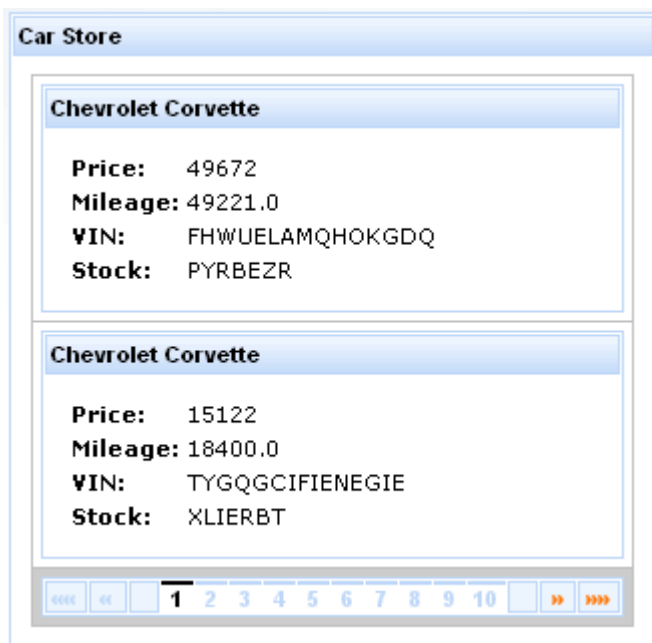 Car Store
Chevrolet Corvette
Price: 49672
Mileage: 49221.0
VIN: FHWUELAMQHOKGDQ
Stock: PYRBEZR
Chevrolet Corvette
Price: 15122
Mileage: 18400.0
VIN: TYGQGCIFIENEGIE
Stock: XLIERBT
«« « 1 2 3 4 5 6 7 8 9 10 » »»